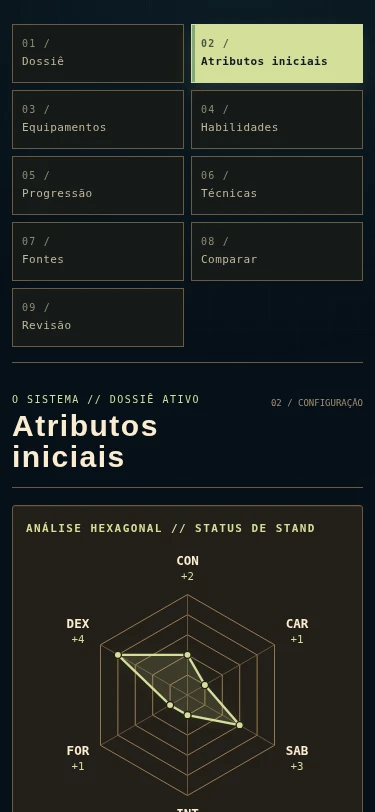 01 /
Dossiê
02 /
Atributos iniciais
03 /
Equipamentos
04 /
Habilidades
05 /
Progressão
06 /
Técnicas
07 /
Fontes
08 /
Comparar
09 /
Revisão
O SISTEMA // DOSSIÊ ATIVO
02 / CONFIGURAÇÃO
Atributos
iniciais
ANÁLISE HEXAGONAL // STATUS DE STAND
CON
+2
DEX
+4
CAR
+1
FOR
+1
SAB
+3
INT